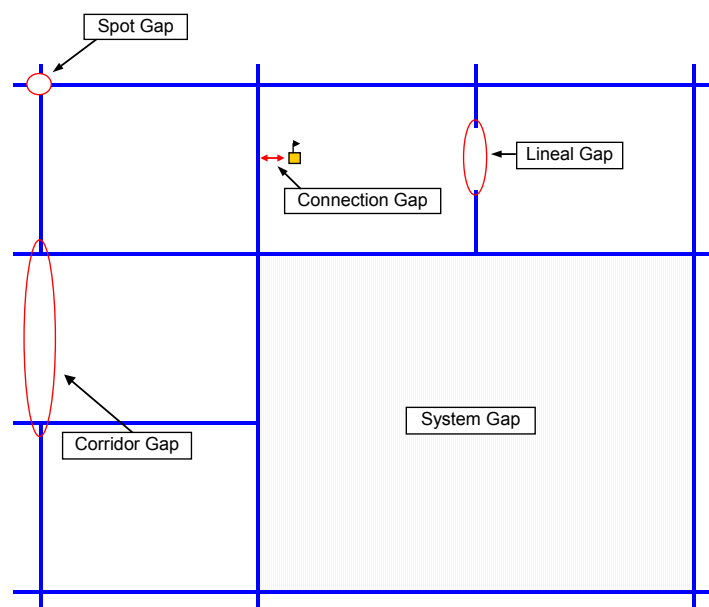 Spot Gap
Lineal Gap
Connection Gap
System Gap
Corridor Gap